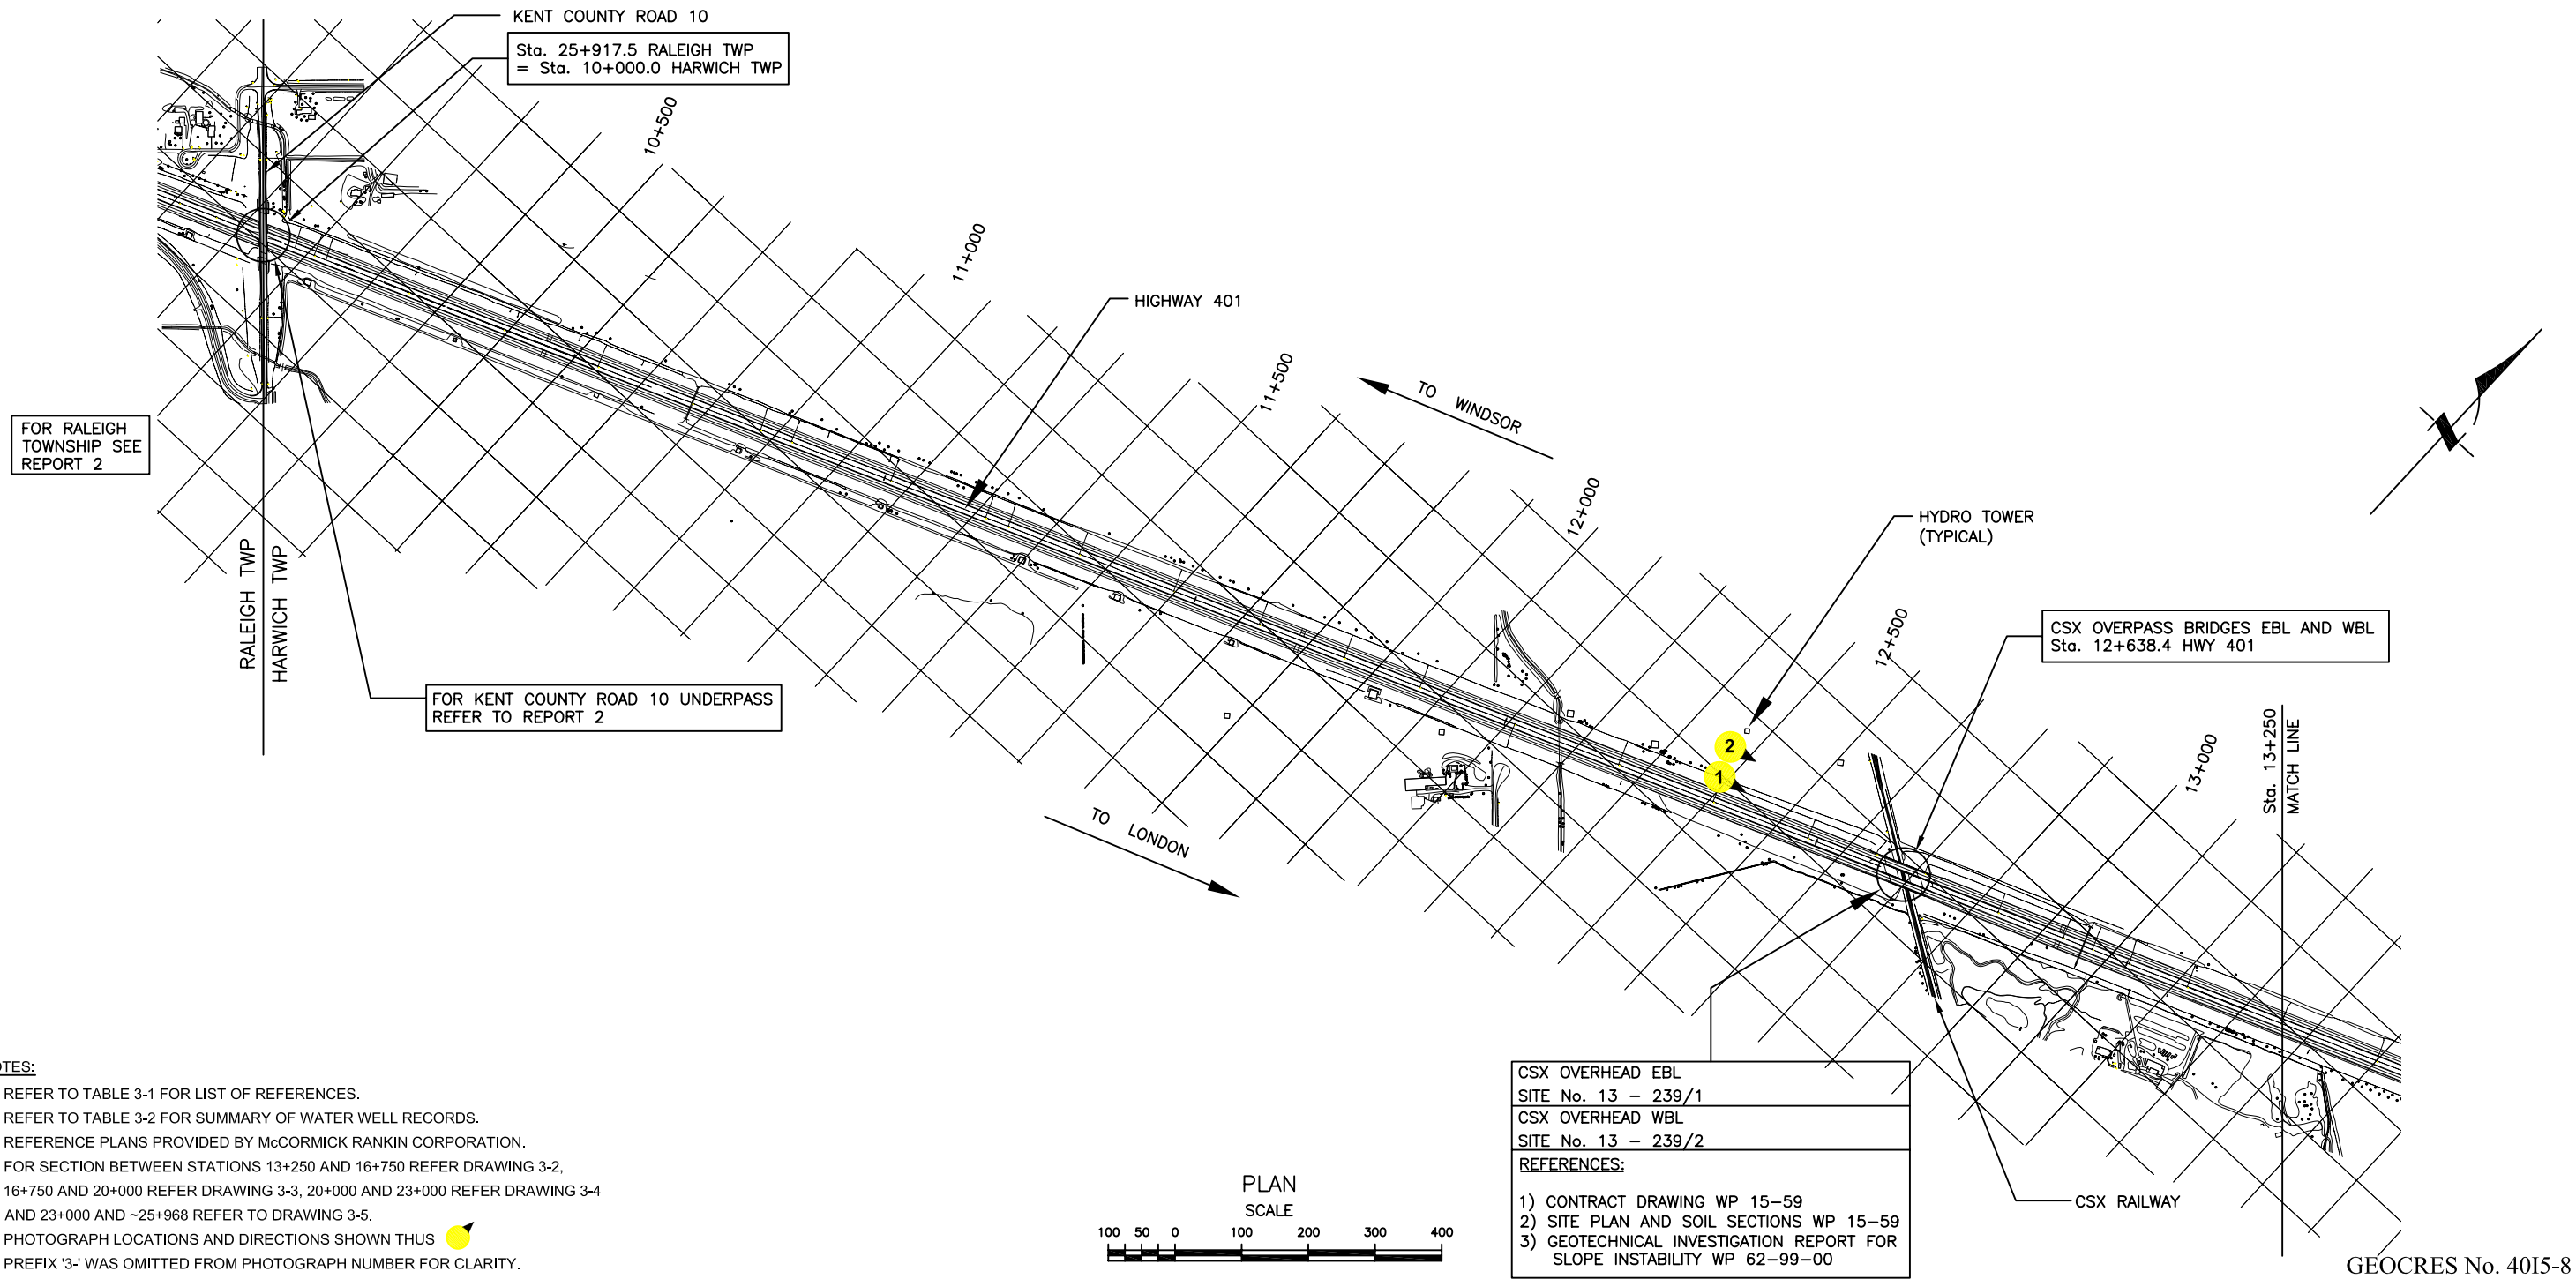 KENT COUNTY ROAD 10
Sta. 25+917.5 RALEIGH TWP
= Sta. 10+000.0 HARWICH TWP
10+500
11+000
HIGHWAY 401
11+500
TO WINDSOR
FOR RALEIGH
TOWNSHIP SEE
REPORT 2
12+000
HYDRO TOWER
(TYPICAL)
RALEIGH TWP
HARWICH TWP
12+500
CSX OVERPASS BRIDGES EBL AND WBL
Sta. 12+638.4 HWY 401
FOR KENT COUNTY ROAD 10 UNDERPASS
REFER TO REPORT 2
2
1
13+000
Sta. 13+250
MATCH LINE
TO LONDON
OTES:
REFER TO TABLE 3-1 FOR LIST OF REFERENCES.
REFER TO TABLE 3-2 FOR SUMMARY OF WATER WELL RECORDS.
REFERENCE PLANS PROVIDED BY McCORMICK RANKIN CORPORATION.
FOR SECTION BETWEEN STATIONS 13+250 AND 16+750 REFER DRAWING 3-2,
16+750 AND 20+000 REFER DRAWING 3-3, 20+000 AND 23+000 REFER DRAWING 3-4
AND 23+000 AND ~25+968 REFER TO DRAWING 3-5.
PHOTOGRAPH LOCATIONS AND DIRECTIONS SHOWN THUS
PREFIX '3-' WAS OMITTED FROM PHOTOGRAPH NUMBER FOR CLARITY.
PLAN
SCALE
100 50 0 100 200 300 400
CSX OVERHEAD EBL
SITE No. 13 – 239/1
CSX OVERHEAD WBL
SITE No. 13 – 239/2
REFERENCES:
1) CONTRACT DRAWING WP 15–59
2) SITE PLAN AND SOIL SECTIONS WP 15–59
3) GEOTECHNICAL INVESTIGATION REPORT FOR
SLOPE INSTABILITY WP 62–99–00
CSX RAILWAY
GEOCRES No. 40I5-8